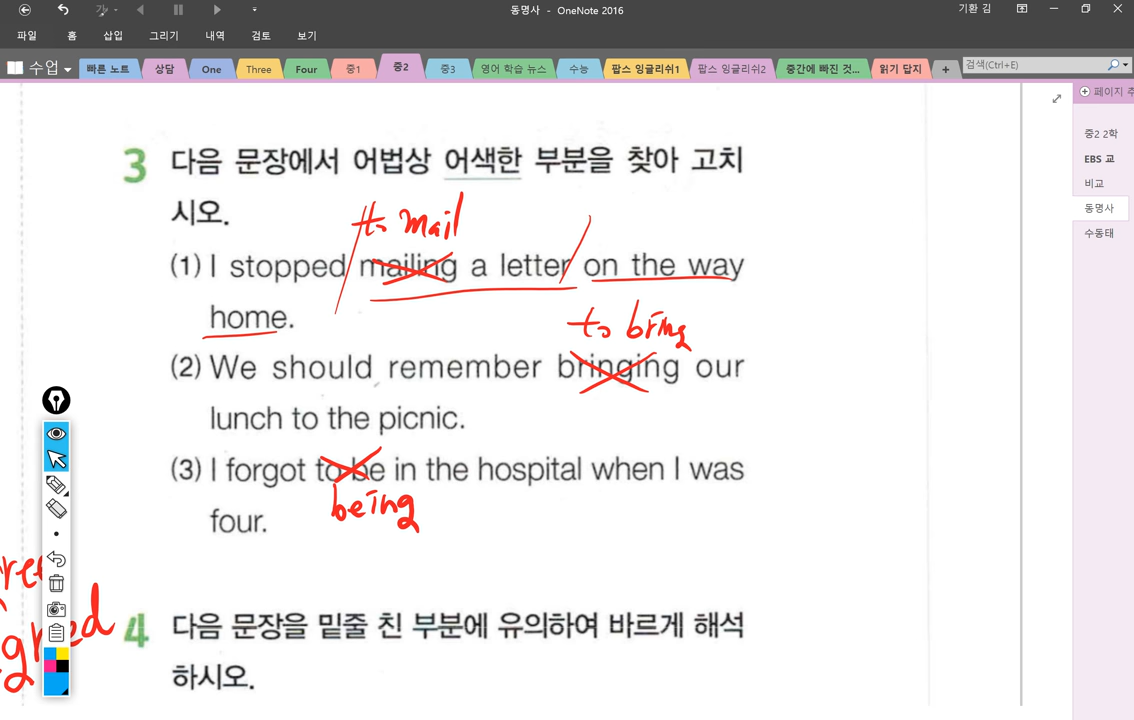 동명사 - OneNote 2016
기환 김
파일 홈 삽입 그리기 내역 검토 보기
수업 빠른 노트 상담 One Three Four 중1 중2 중3 영어 학습 뉴스 수능 팝스 잉글리쉬1 팝스 잉글리쉬2 중간에 빠진 것... 읽기 답지 + 검색(Ctrl+E)
페이지 추
중2 2학
EBS 교
비교
동명사
수동태
3 다음 문장에서 어법상 어색한 부분을 찾아 고치
시오.
to mail
(1) I stopped mailing a letter on the way
home.
to bring
(2) We should remember bringing our
lunch to the picnic.
(3) I forgot to be in the hospital when I was
being
four.
4 다음 문장을 밑줄 친 부분에 유의하여 바르게 해석
하시오.